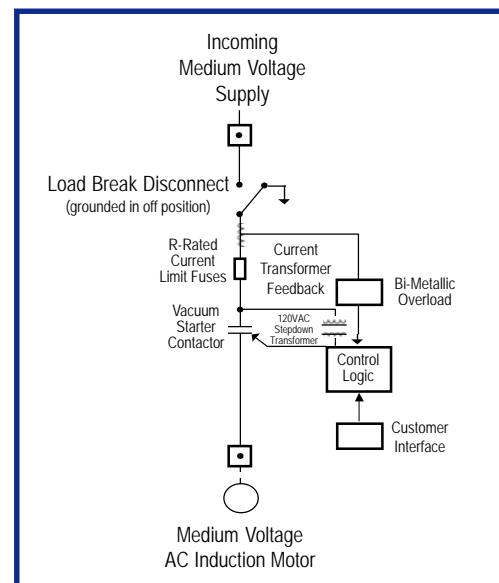 Incoming
Medium Voltage
Supply
Load Break Disconnect
(grounded in off position)
R-Rated
Current
Limit Fuses
Current
Transformer
Feedback
Bi-Metallic
Overload
Vacuum
Starter
Contactor
120VAC
Stepdown
Transformer
Control
Logic
Customer
Interface
Medium Voltage
AC Induction Motor